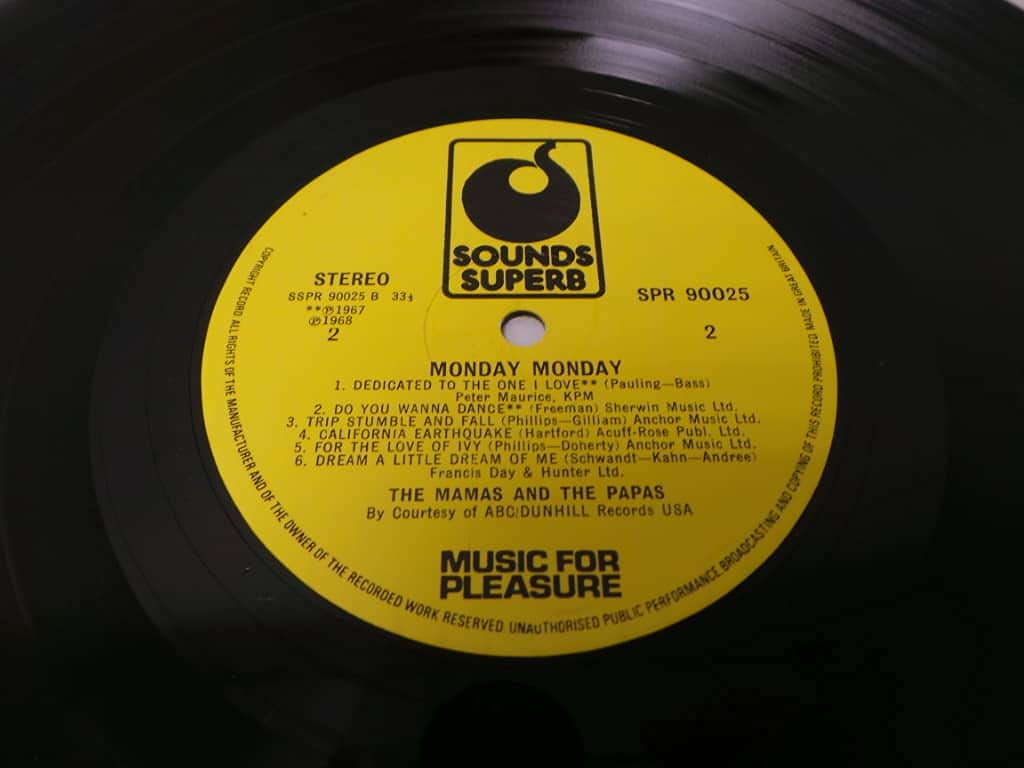 SOUNDS
SUPERB
STEREO
SSPR 90025 B 33⅓
**Ⓟ1967
Ⓟ1968
2
SPR 90025
2
MONDAY MONDAY
1. DEDICATED TO THE ONE I LOVE** (Pauling—Bass)
Peter Maurice, KPM
2. DO YOU WANNA DANCE** (Freeman) Sherwin Music Ltd.
3. TRIP STUMBLE AND FALL (Phillips—Gilliam) Anchor Music Ltd.
4. CALIFORNIA EARTHQUAKE (Hartford) Acuff-Rose Publ. Ltd.
5. FOR THE LOVE OF IVY (Phillips—Doherty) Anchor Music Ltd.
6. DREAM A LITTLE DREAM OF ME (Schwandt—Kahn—Andree)
Francis Day & Hunter Ltd.
THE MAMAS AND THE PAPAS
By Courtesy of ABC/DUNHILL Records USA
MUSIC FOR
PLEASURE
COPYRIGHT RECORD ALL RIGHTS OF THE MANUFACTURER AND OF THE OWNER OF THE RECORDED WORK RESERVED. UNAUTHORISED PUBLIC PERFORMANCE, BROADCASTING AND COPYING OF THIS RECORD PROHIBITED. MADE IN GREAT BRITAIN